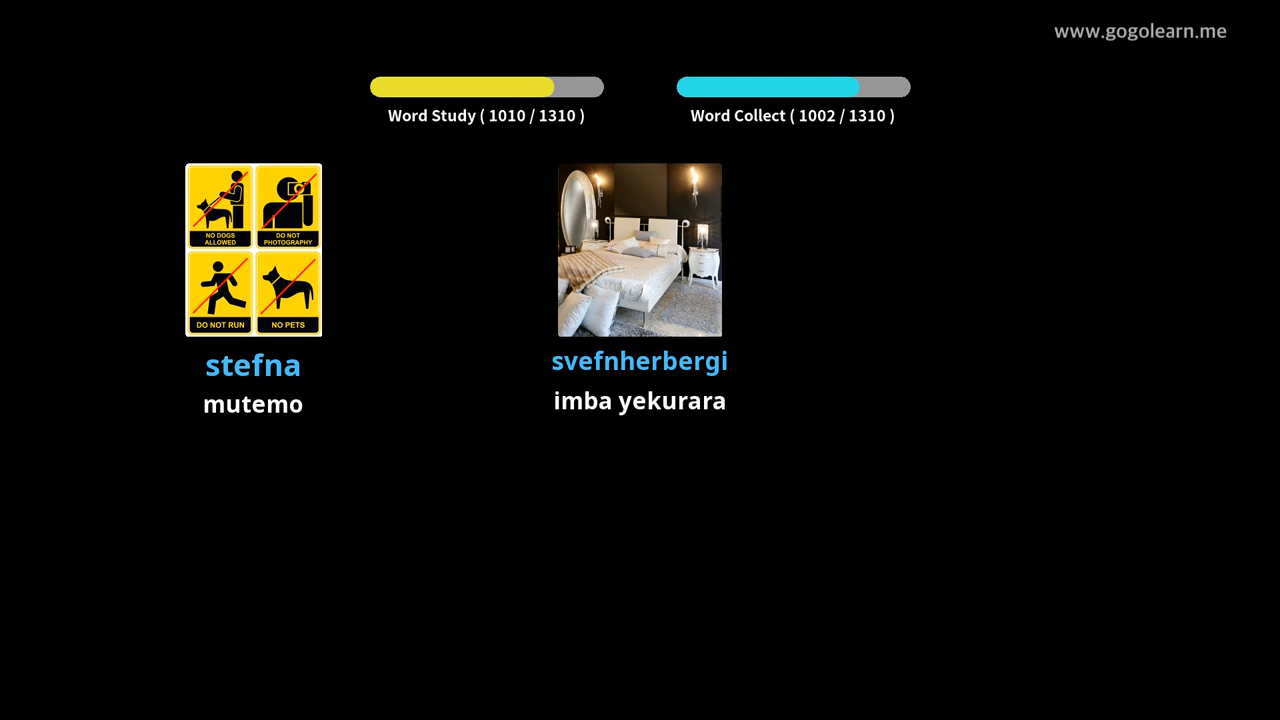 www.gogolearn.me
Word Study ( 1010 / 1310 )
Word Collect ( 1002 / 1310 )
NO DOGS
ALLOWED
DO NOT
PHOTOGRAPHY
DO NOT RUN
NO PETS
stefna
mutemo
svefnherbergi
imba yekurara